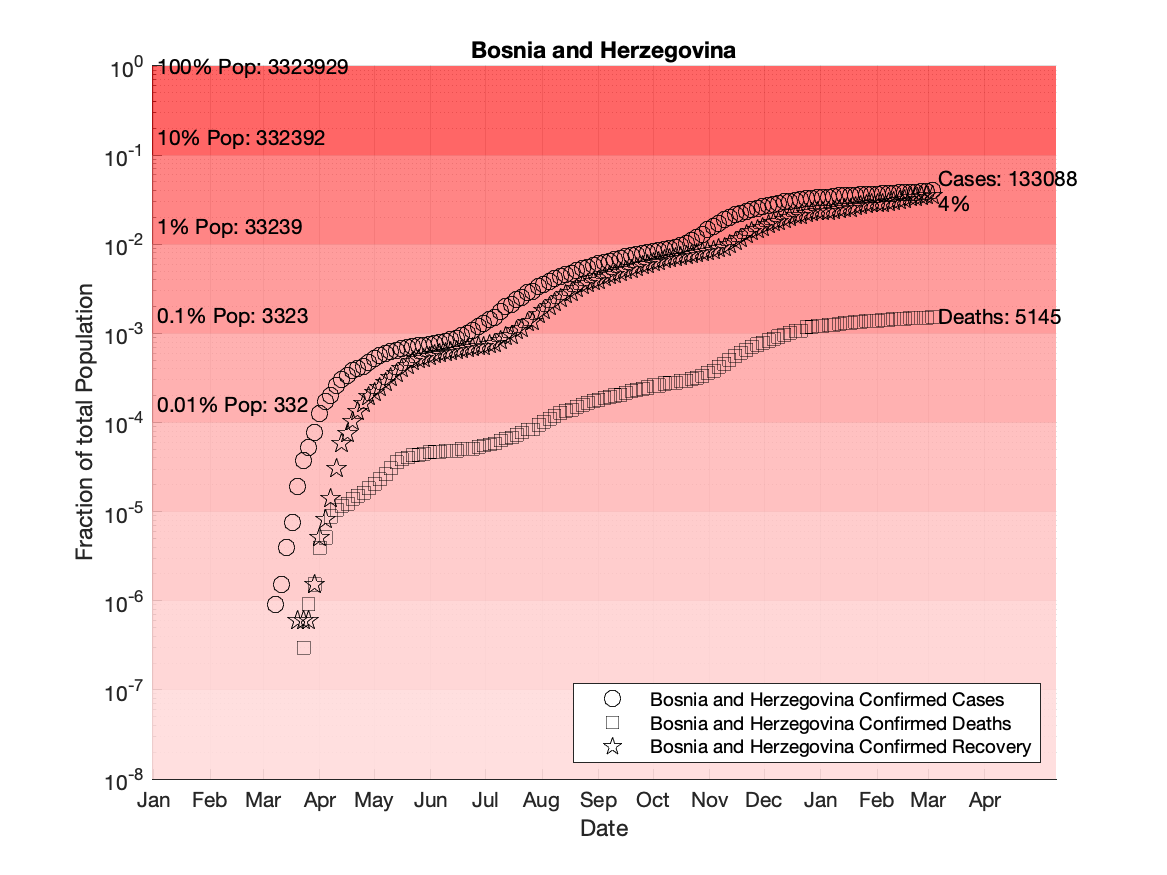 Bosnia and Herzegovina
10^0
100% Pop: 3323929
10% Pop: 332392
10^-1
Cases: 133088
4%
1% Pop: 33239
10^-2
0.1% Pop: 3323
Deaths: 5145
10^-3
0.01% Pop: 332
10^-4
10^-5
10^-6
10^-7
10^-8
Fraction of total Population
Bosnia and Herzegovina Confirmed Cases
Bosnia and Herzegovina Confirmed Deaths
Bosnia and Herzegovina Confirmed Recovery
Jan Feb Mar Apr May Jun Jul Aug Sep Oct Nov Dec Jan Feb Mar Apr
Date